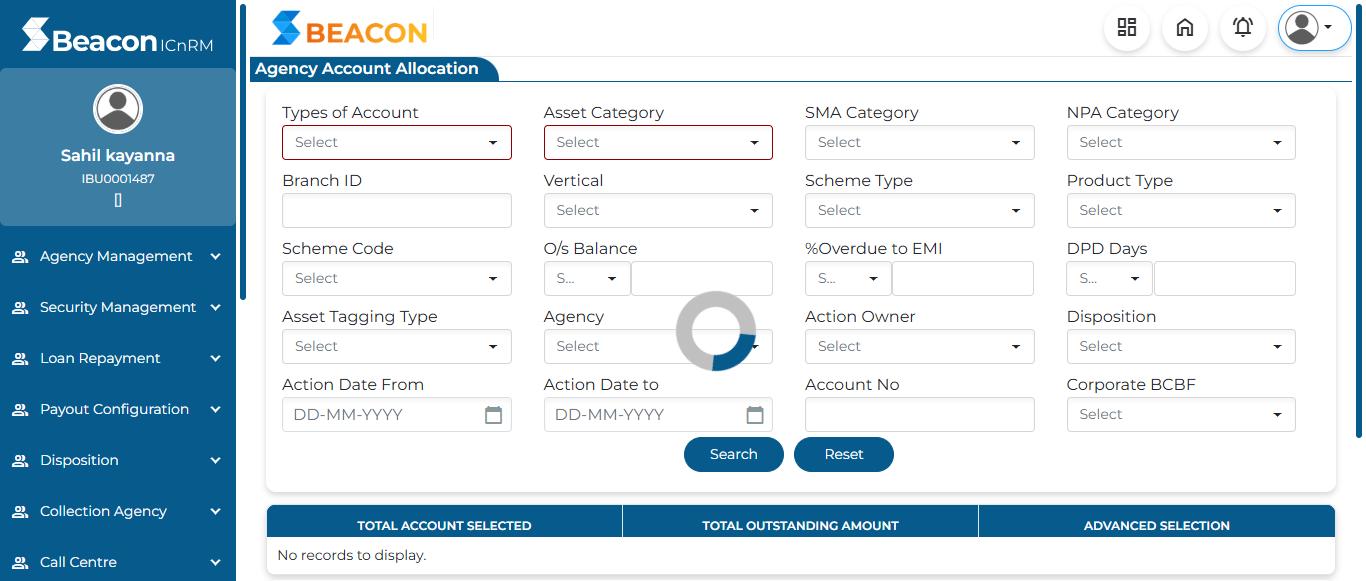 Beacon ICnRM
BEACON
Agency Account Allocation
Sahil kayanna
IBU0001487
[]
Agency Management
Security Management
Loan Repayment
Payout Configuration
Disposition
Collection Agency
Call Centre
Types of Account
Asset Category
SMA Category
NPA Category
Select
Select
Select
Select
Branch ID
Vertical
Scheme Type
Product Type
Select
Select
Select
Scheme Code
O/s Balance
%Overdue to EMI
DPD Days
Select
S...
S...
S...
Asset Tagging Type
Agency
Action Owner
Disposition
Select
Select
Select
Select
Action Date From
Action Date to
Account No
Corporate BCBF
DD-MM-YYYY
DD-MM-YYYY
Select
Search
Reset
TOTAL ACCOUNT SELECTED
TOTAL OUTSTANDING AMOUNT
ADVANCED SELECTION
No records to display.